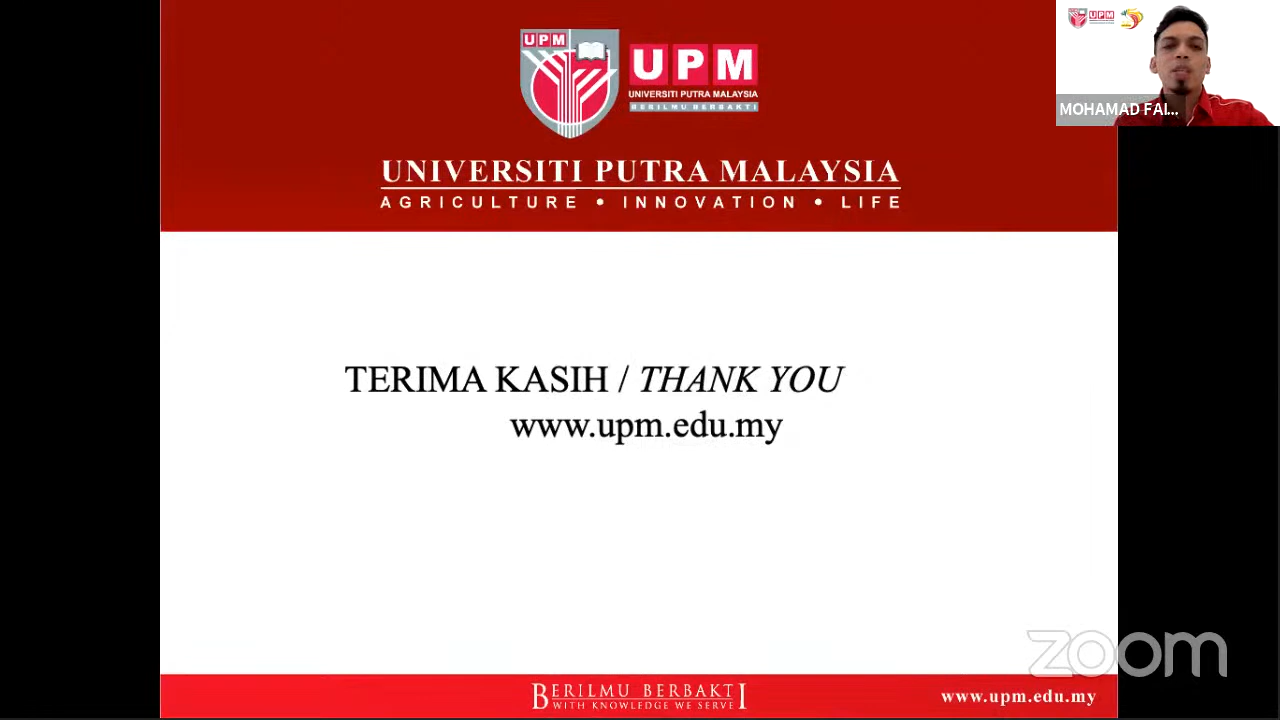 UPM
UPM
UNIVERSITI PUTRA MALAYSIA
BERILMU BERBAKTI
UNIVERSITI PUTRA MALAYSIA
AGRICULTURE • INNOVATION • LIFE
UPM
MOHAMAD FAI...
TERIMA KASIH / THANK YOU
www.upm.edu.my
zoom
BERILMU BERBAKTI
WITH KNOWLEDGE WE SERVE
www.upm.edu.my